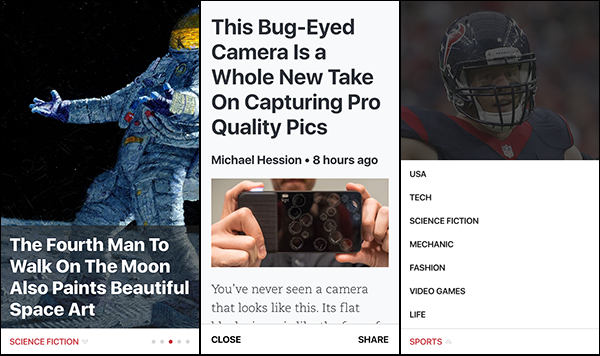 The Fourth Man To
Walk On The Moon
Also Paints Beautiful
Space Art
SCIENCE FICTION
This Bug-Eyed
Camera Is a
Whole New Take
On Capturing Pro
Quality Pics
Michael Hession • 8 hours ago
You've never seen a camera
that looks like this. Its flat
CLOSE
SHARE
USA
TECH
SCIENCE FICTION
MECHANIC
FASHION
VIDEO GAMES
LIFE
SPORTS